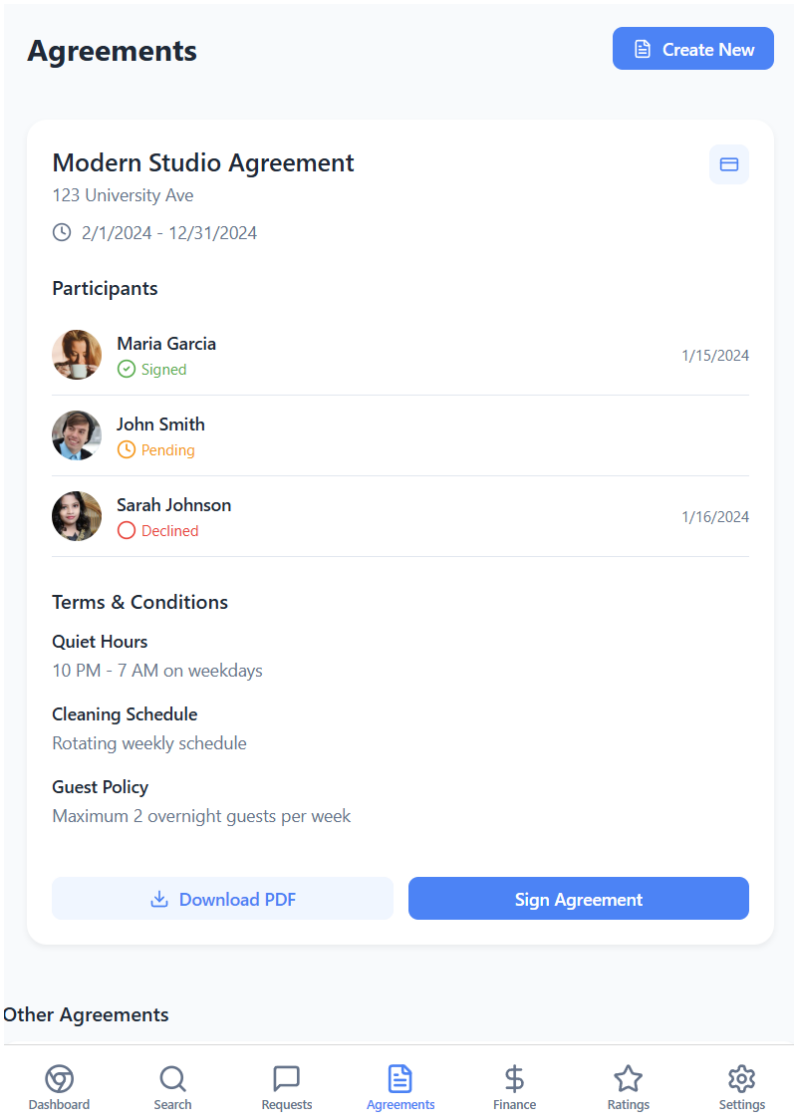 Agreements
Create New
Modern Studio Agreement
123 University Ave
2/1/2024 - 12/31/2024
Participants
Maria Garcia
Signed
1/15/2024
John Smith
Pending
Sarah Johnson
Declined
1/16/2024
Terms & Conditions
Quiet Hours
10 PM - 7 AM on weekdays
Cleaning Schedule
Rotating weekly schedule
Guest Policy
Maximum 2 overnight guests per week
Download PDF
Sign Agreement
Other Agreements
Dashboard
Search
Requests
Agreements
Finance
Ratings
Settings